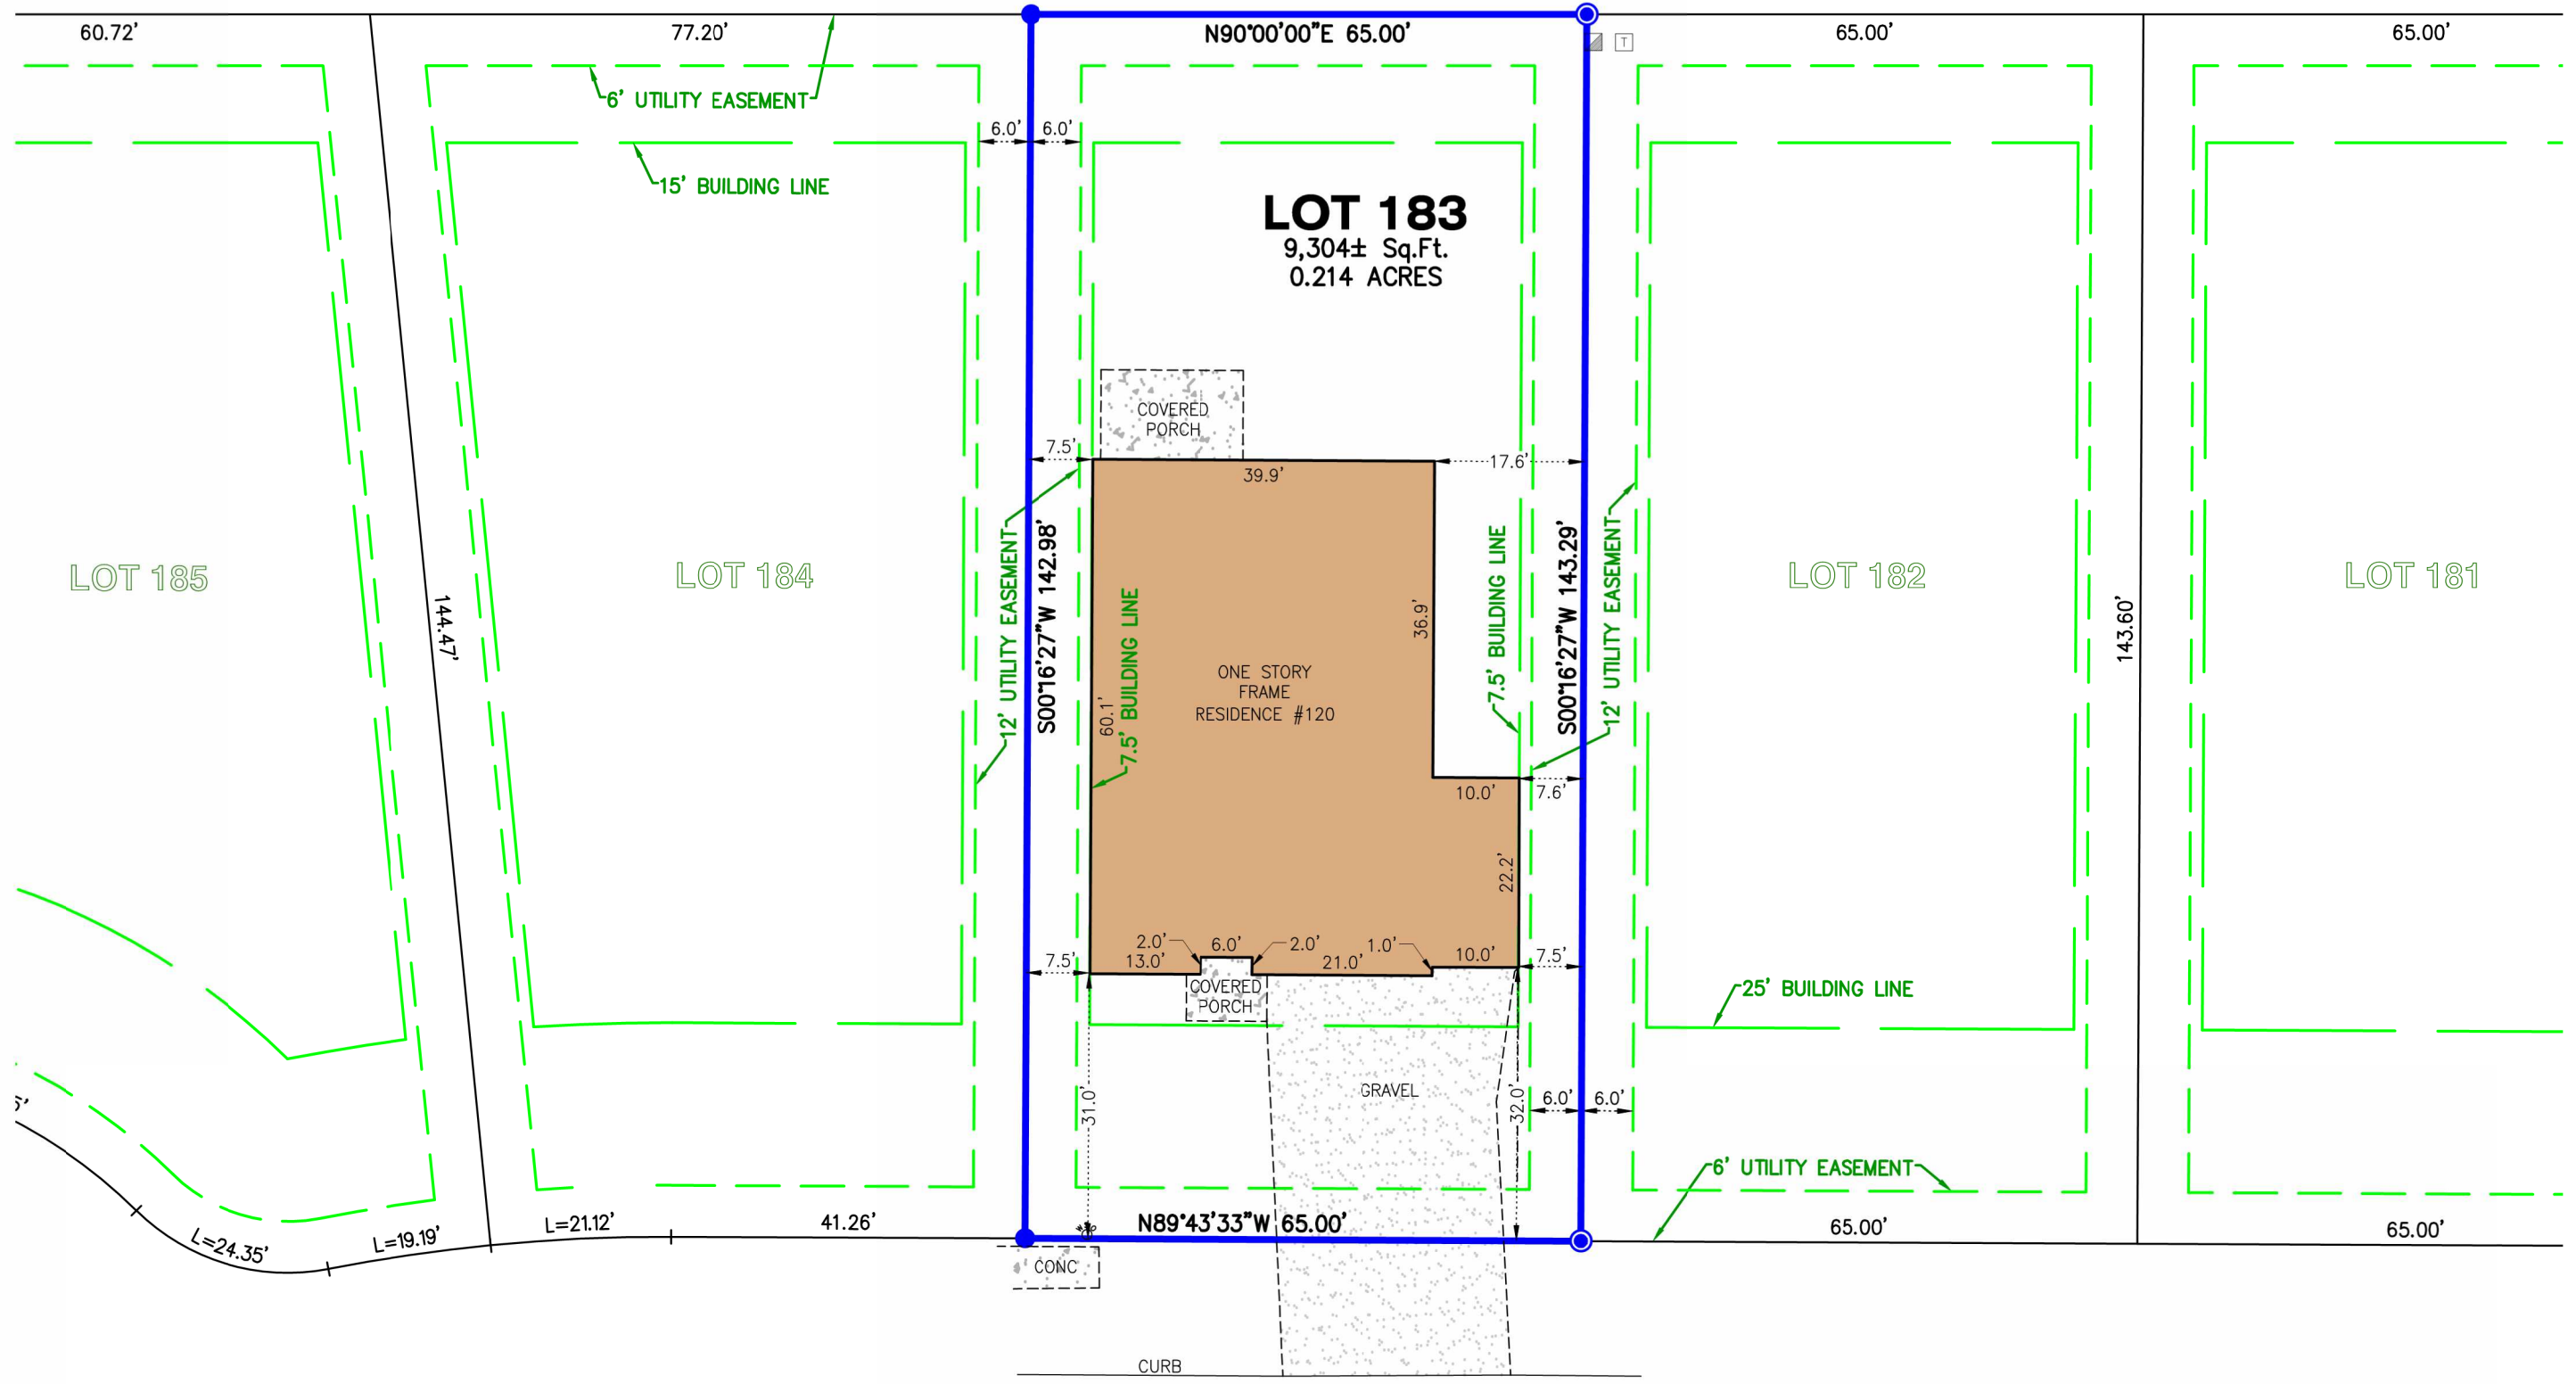 60.72'
77.20'
N90°00'00"E 65.00'
65.00'
65.00'
T
6' UTILITY EASEMENT
6.0'
6.0'
15' BUILDING LINE
LOT 183
9,304± Sq.Ft.
0.214 ACRES
COVERED
PORCH
7.5'
39.9'
17.6'
12' UTILITY EASEMENT
S00°16'27"W 142.98'
7.5' BUILDING LINE
60.1'
36.9'
7.5' BUILDING LINE
S00°16'27"W 143.29'
12' UTILITY EASEMENT
LOT 185
144.47'
LOT 184
LOT 182
143.60'
LOT 181
ONE STORY
FRAME
RESIDENCE #120
10.0'
7.6'
22.2'
2.0'
6.0'
2.0'
1.0'
10.0'
7.5'
7.5'
13.0'
21.0'
COVERED
PORCH
25' BUILDING LINE
31.0'
GRAVEL
32.0'
6.0'
6.0'
6' UTILITY EASEMENT
L=24.35'
L=19.19'
L=21.12'
41.26'
N89°43'33"W 65.00'
65.00'
65.00'
CONC
CURB